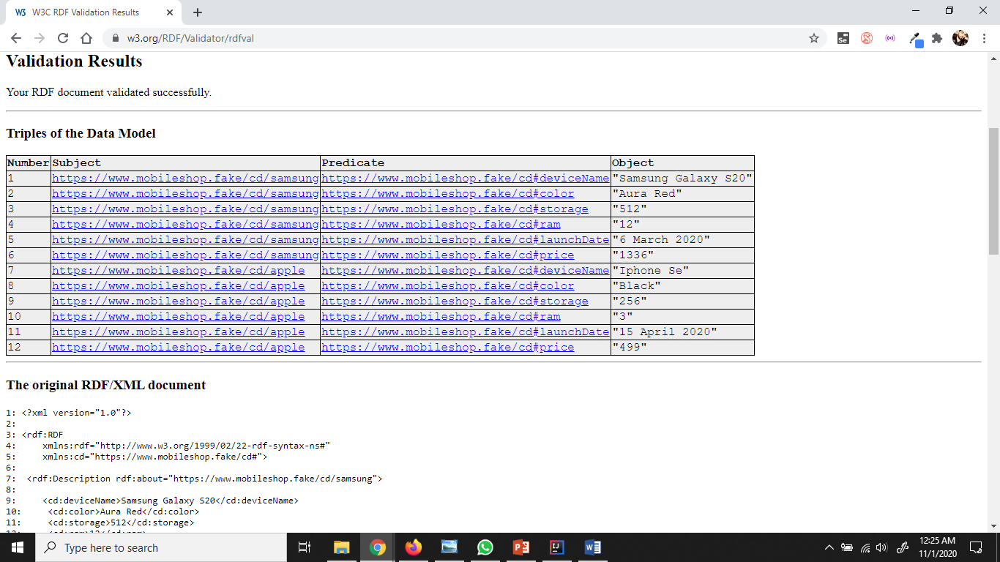 W3C RDF Validation Results
w3.org/RDF/Validator/rdfval
Validation Results
Your RDF document validated successfully.
Triples of the Data Model
Number Subject Predicate Object
1 https://www.mobileshop.fake/cd/samsung https://www.mobileshop.fake/cd#deviceName "Samsung Galaxy S20"
2 https://www.mobileshop.fake/cd/samsung https://www.mobileshop.fake/cd#color "Aura Red"
3 https://www.mobileshop.fake/cd/samsung https://www.mobileshop.fake/cd#storage "512"
4 https://www.mobileshop.fake/cd/samsung https://www.mobileshop.fake/cd#ram "12"
5 https://www.mobileshop.fake/cd/samsung https://www.mobileshop.fake/cd#launchDate "6 March 2020"
6 https://www.mobileshop.fake/cd/samsung https://www.mobileshop.fake/cd#price "1336"
7 https://www.mobileshop.fake/cd/apple https://www.mobileshop.fake/cd#deviceName "Iphone Se"
8 https://www.mobileshop.fake/cd/apple https://www.mobileshop.fake/cd#color "Black"
9 https://www.mobileshop.fake/cd/apple https://www.mobileshop.fake/cd#storage "256"
10 https://www.mobileshop.fake/cd/apple https://www.mobileshop.fake/cd#ram "3"
11 https://www.mobileshop.fake/cd/apple https://www.mobileshop.fake/cd#launchDate "15 April 2020"
12 https://www.mobileshop.fake/cd/apple https://www.mobileshop.fake/cd#price "499"
The original RDF/XML document
1: <?xml version="1.0"?>
2:
3: <rdf:RDF
4: xmlns:rdf="http://www.w3.org/1999/02/22-rdf-syntax-ns#"
5: xmlns:cd="https://www.mobileshop.fake/cd#">
6:
7: <rdf:Description rdf:about="https://www.mobileshop.fake/cd/samsung">
8:
9: <cd:deviceName>Samsung Galaxy S20</cd:deviceName>
10: <cd:color>Aura Red</cd:color>
11: <cd:storage>512</cd:storage>
12: <cd:ram>12</cd:ram>
Type here to search
12:25 AM
11/1/2020